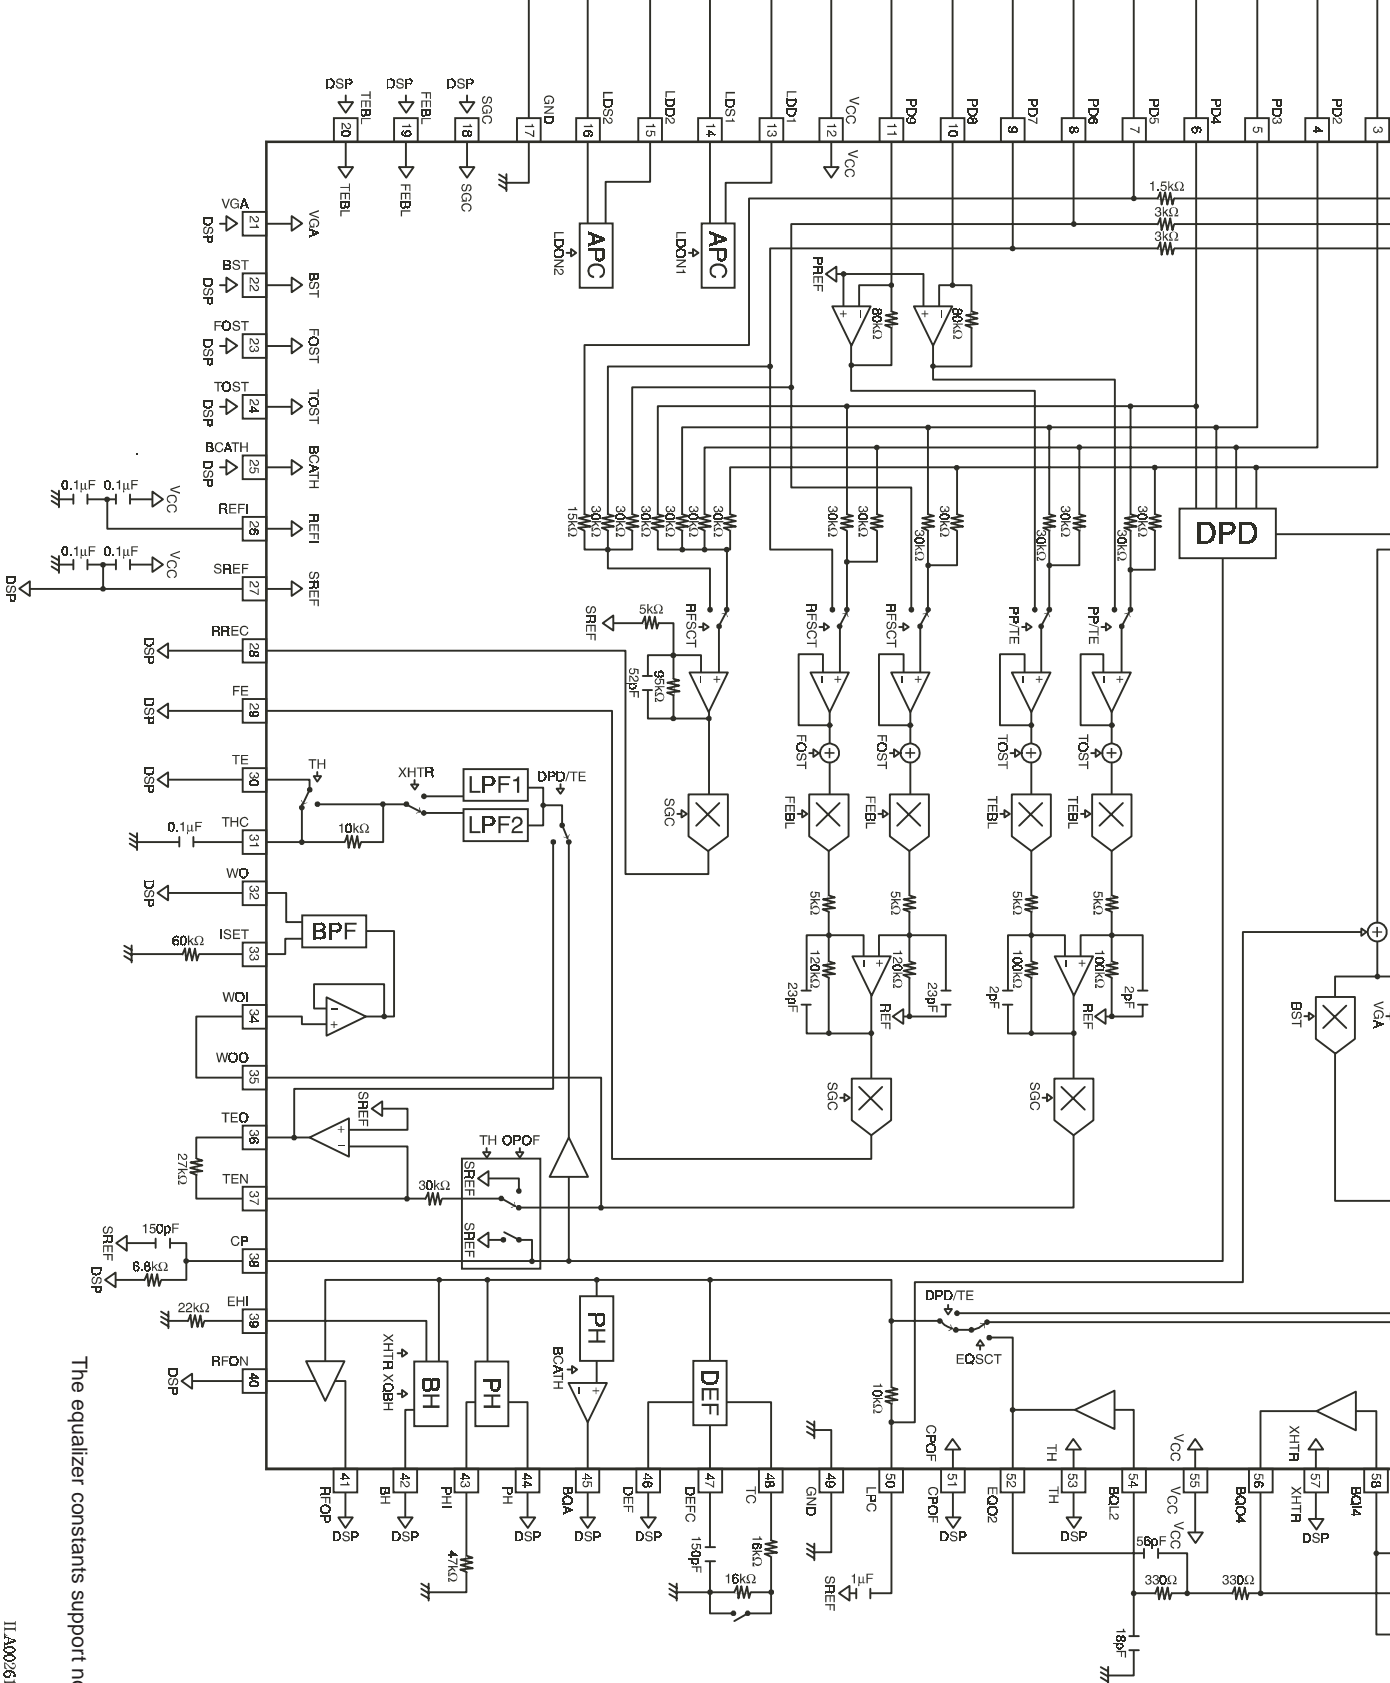 DSP
DSP
DSP
TEBL
FEBL
SGC
GND
LDS2
LDD2
LDS1
LDD1
VCC
PD9
PD8
PD7
PD6
PD5
PD4
PD3
PD2
20
19
18
17
16
15
14
13
12
11
10
9
8
7
6
5
4
3
TEBL
FEBL
SGC
VCC
1.5kΩ
3kΩ
3kΩ
VGA
21
VGA
DSP
LDON2
APC
LDON1
APC
PREF
BST
22
BST
DSP
+
−
80kΩ
+
−
80kΩ
FOST
23
FOST
DSP
TOST
24
TOST
DSP
BCATH
25
BCATH
DSP
0.1μF
0.1μF
VCC
REFI
26
REFI
15kΩ
30kΩ
30kΩ
30kΩ
30kΩ
30kΩ
30kΩ
30kΩ
30kΩ
30kΩ
30kΩ
30kΩ
30kΩ
30kΩ
30kΩ
DPD
0.1μF
0.1μF
VCC
SREF
27
SREF
DSP
SREF
5kΩ
RFSCT
RFSCT
RFSCT
PP/TE
PP/TE
RREC
28
DSP
52pF
95kΩ
−
+
−
+
−
+
−
+
−
+
FE
29
DSP
FOST
+
FOST
+
TOST
+
TOST
+
TE
30
DSP
TH
XHTR
LPF1
DPD/TE
LPF2
SGC
FEBL
FEBL
TEBL
TEBL
0.1μF
THC
31
10kΩ
WO
32
DSP
BPF
5kΩ
5kΩ
5kΩ
5kΩ
60kΩ
ISET
33
120kΩ
−
+
120kΩ
100kΩ
−
+
100kΩ
+
23pF
23pF
2pF
2pF
REF
REF
WOI
34
−
+
BST
VGA
WOO
35
SREF
SGC
SGC
TEO
36
+
−
27kΩ
TH
OPOF
SREF
TEN
37
30kΩ
SREF
150pF
SREF
CP
38
6.8kΩ
DSP
22kΩ
EHI
39
PH
DPD/TE
EQSCT
XHTR
XQBH
BCATH
RFON
40
DSP
BH
PH
−
+
DEF
10kΩ
CPOF
TH
VCC
XHTR
41
42
43
44
45
46
47
48
49
50
51
52
53
54
55
56
57
58
RFOP
BH
PHI
PH
BQA
DEF
DEFC
TC
GND
LPC
CPOF
EQO2
TH
BQL2
VCC
BQO4
XHTR
BQI4
DSP
DSP
DSP
DSP
DSP
DSP
DSP
VCC
DSP
47kΩ
150pF
16kΩ
16kΩ
SREF
1μF
56pF
330Ω
330Ω
18pF
The equalizer constants support n
ILA00261